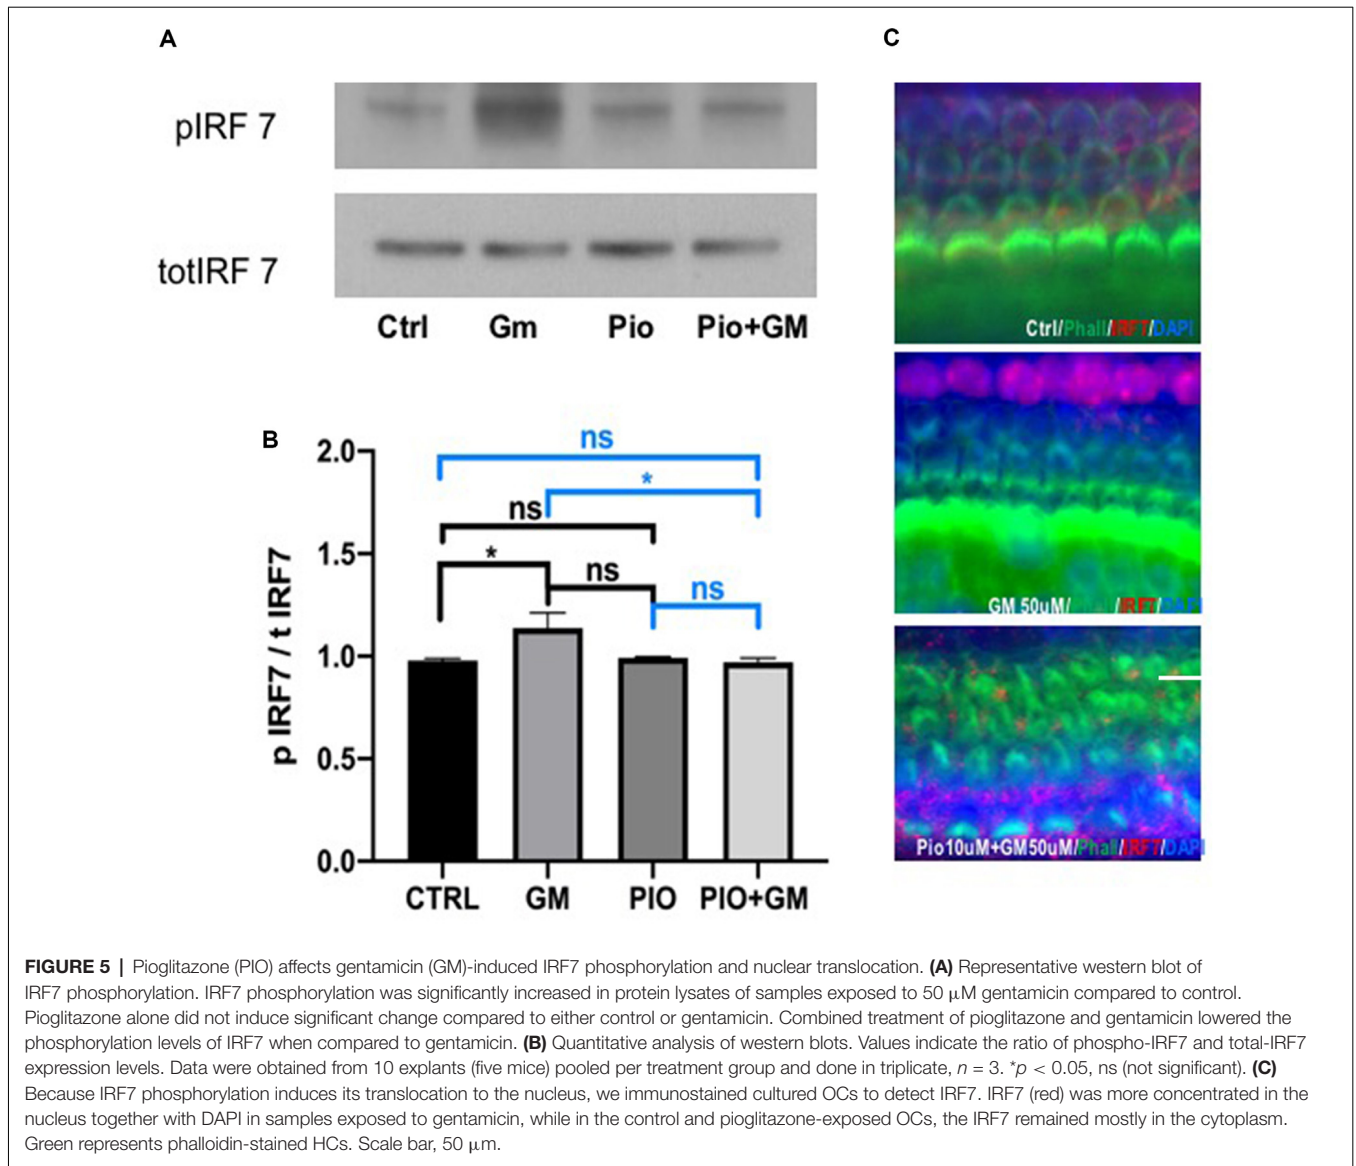 A
pIRF 7
totIRF 7
Ctrl Gm Pio Pio+GM
B
2.0
1.5
1.0
0.5
0.0
p IRF7 / t IRF7
ns
*
ns
*
ns
ns
CTRL GM PIO PIO+GM
C
Ctrl/Phall/IRF7/DAPI
GM 50uM/ /IRF7/DAPI
Pio10uM+GM50uM/Phall/IRF7/DAPI
FIGURE 5 | Pioglitazone (PIO) affects gentamicin (GM)-induced IRF7 phosphorylation and nuclear translocation. (A) Representative western blot of
IRF7 phosphorylation. IRF7 phosphorylation was significantly increased in protein lysates of samples exposed to 50 μM gentamicin compared to control.
Pioglitazone alone did not induce significant change compared to either control or gentamicin. Combined treatment of pioglitazone and gentamicin lowered the
phosphorylation levels of IRF7 when compared to gentamicin. (B) Quantitative analysis of western blots. Values indicate the ratio of phospho-IRF7 and total-IRF7
expression levels. Data were obtained from 10 explants (five mice) pooled per treatment group and done in triplicate, n = 3. *p < 0.05, ns (not significant). (C)
Because IRF7 phosphorylation induces its translocation to the nucleus, we immunostained cultured OCs to detect IRF7. IRF7 (red) was more concentrated in the
nucleus together with DAPI in samples exposed to gentamicin, while in the control and pioglitazone-exposed OCs, the IRF7 remained mostly in the cytoplasm.
Green represents phalloidin-stained HCs. Scale bar, 50 μm.